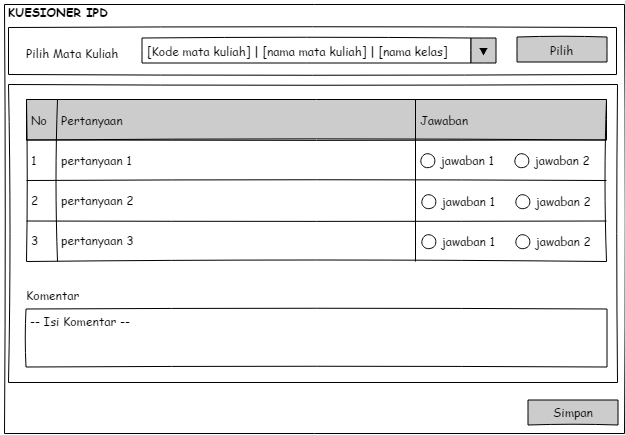 KUESIONER IPD
Pilih Mata Kuliah [Kode mata kuliah] | [nama mata kuliah] | [nama kelas] Pilih
No Pertanyaan Jawaban
1 pertanyaan 1 jawaban 1 jawaban 2
2 pertanyaan 2 jawaban 1 jawaban 2
3 pertanyaan 3 jawaban 1 jawaban 2
Komentar
-- Isi Komentar --
Simpan